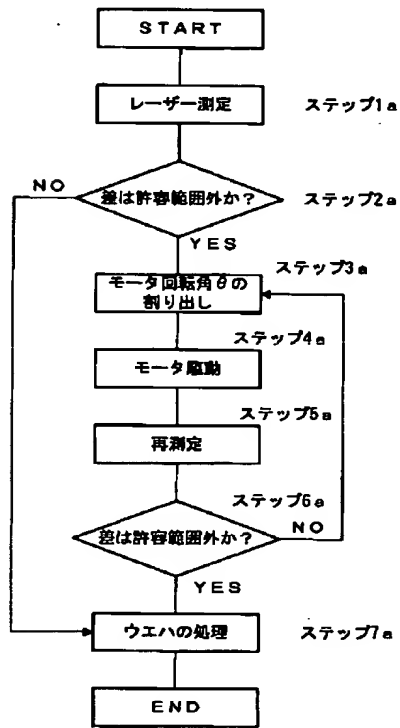 START
レーザー測定
ステップ1a
NO
差は許容範囲外か?
ステップ2a
YES
ステップ3a
モータ回転角θの
割り出し
ステップ4a
モータ駆動
ステップ5a
再測定
ステップ6a
差は許容範囲外か?
NO
YES
ウエハの処理
ステップ7a
END